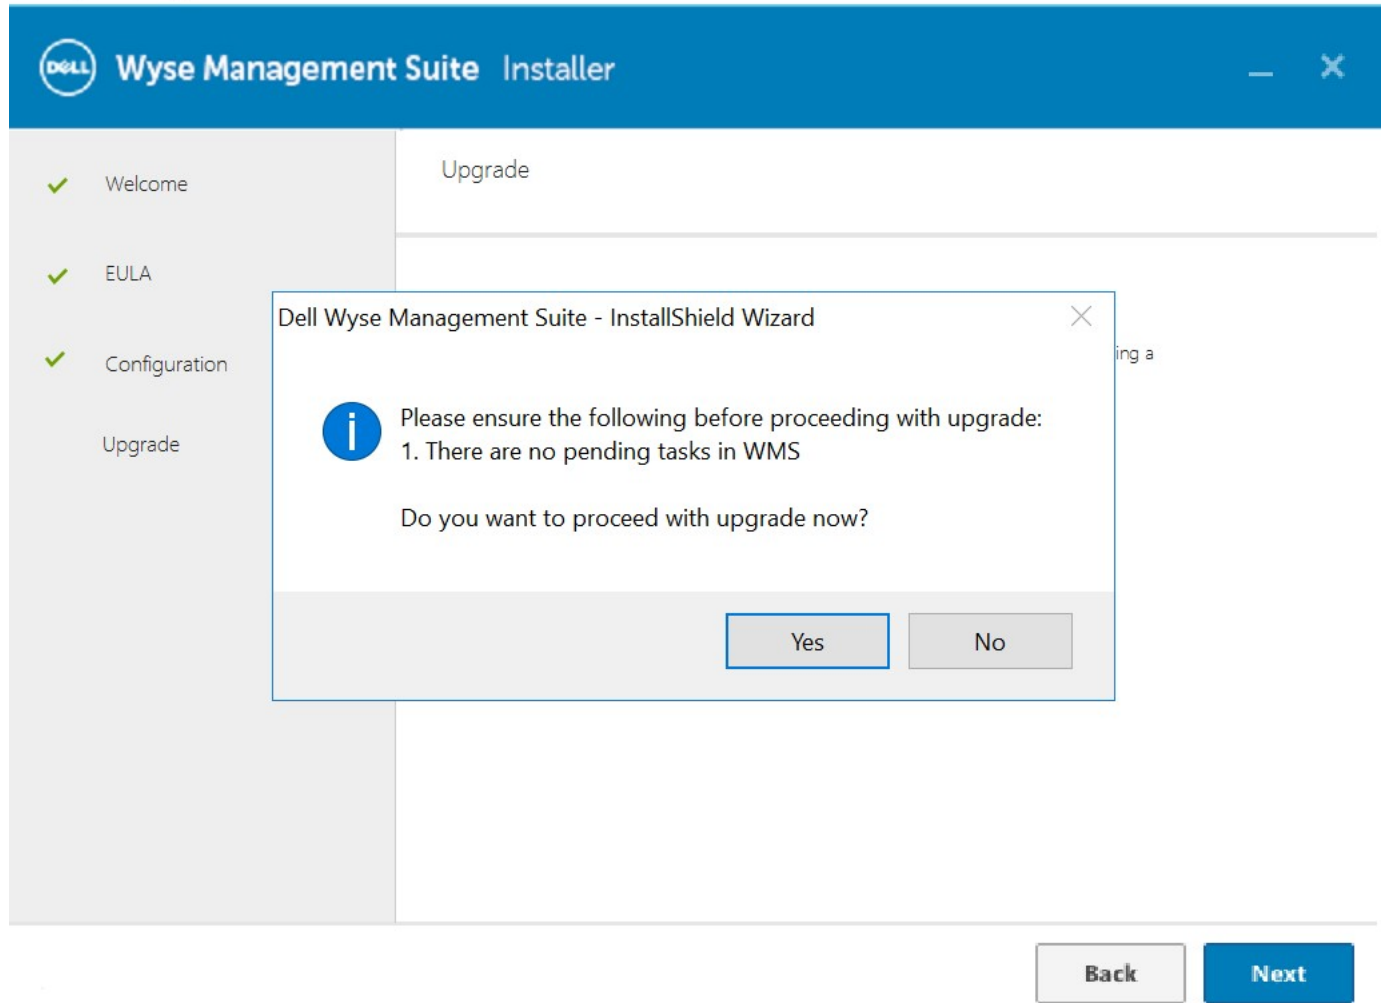 DELL
Wyse Management Suite Installer
Welcome
EULA
Configuration
Upgrade
Upgrade
ing a
Dell Wyse Management Suite - InstallShield Wizard
i
Please ensure the following before proceeding with upgrade:
1. There are no pending tasks in WMS
Do you want to proceed with upgrade now?
Yes
No
Back
Next